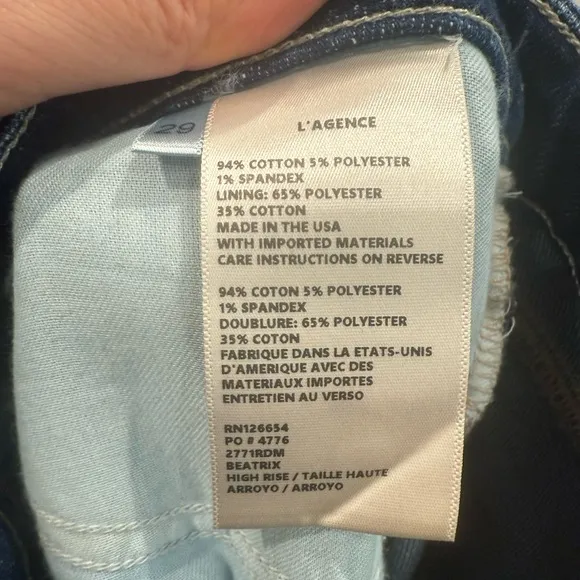 29
L'AGENCE
94% COTTON 5% POLYESTER
1% SPANDEX
LINING: 65% POLYESTER
35% COTTON
MADE IN THE USA
WITH IMPORTED MATERIALS
CARE INSTRUCTIONS ON REVERSE
94% COTON 5% POLYESTER
1% SPANDEX
DOUBLURE: 65% POLYESTER
35% COTON
FABRIQUE DANS LA ETATS-UNIS
D'AMERIQUE AVEC DES
MATERIAUX IMPORTES
ENTRETIEN AU VERSO
RN126654
PO # 4776
2771RDM
BEATRIX
HIGH RISE / TAILLE HAUTE
ARROYO / ARROYO